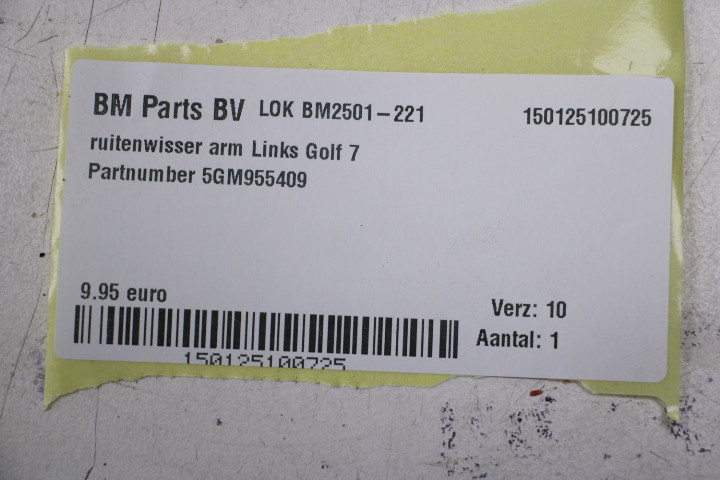 BM Parts BV LOK BM2501-221 150125100725
ruitenwisser arm Links Golf 7
Partnumber 5GM955409
9.95 euro
Verz: 10
Aantal: 1
150125100725